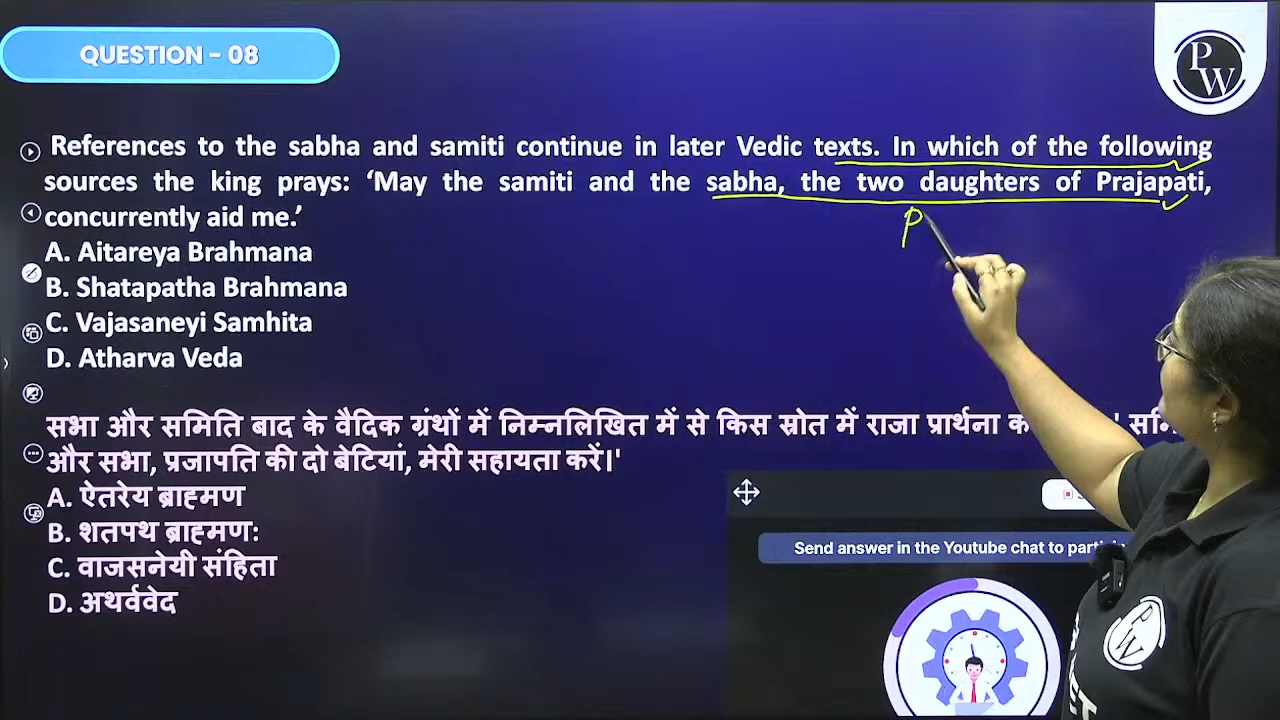 QUESTION – 08
P
W
References to the sabha and samiti continue in later Vedic texts. In which of the following
sources the king prays: ‘May the samiti and the sabha, the two daughters of Prajapati,
concurrently aid me.’
P
A. Aitareya Brahmana
B. Shatapatha Brahmana
C. Vajasaneyi Samhita
D. Atharva Veda
सभा और समिति बाद के वैदिक ग्रंथों में निम्नलिखित में से किस स्रोत में राजा प्रार्थना
और सभा, प्रजापति की दो बेटियां, मेरी सहायता करें।'
A. ऐतरेय ब्राह्मण
B. शतपथ ब्राह्मण:
C. वाजसनेयी संहिता
D. अथर्ववेद
Send answer in the Youtube chat to
P
W